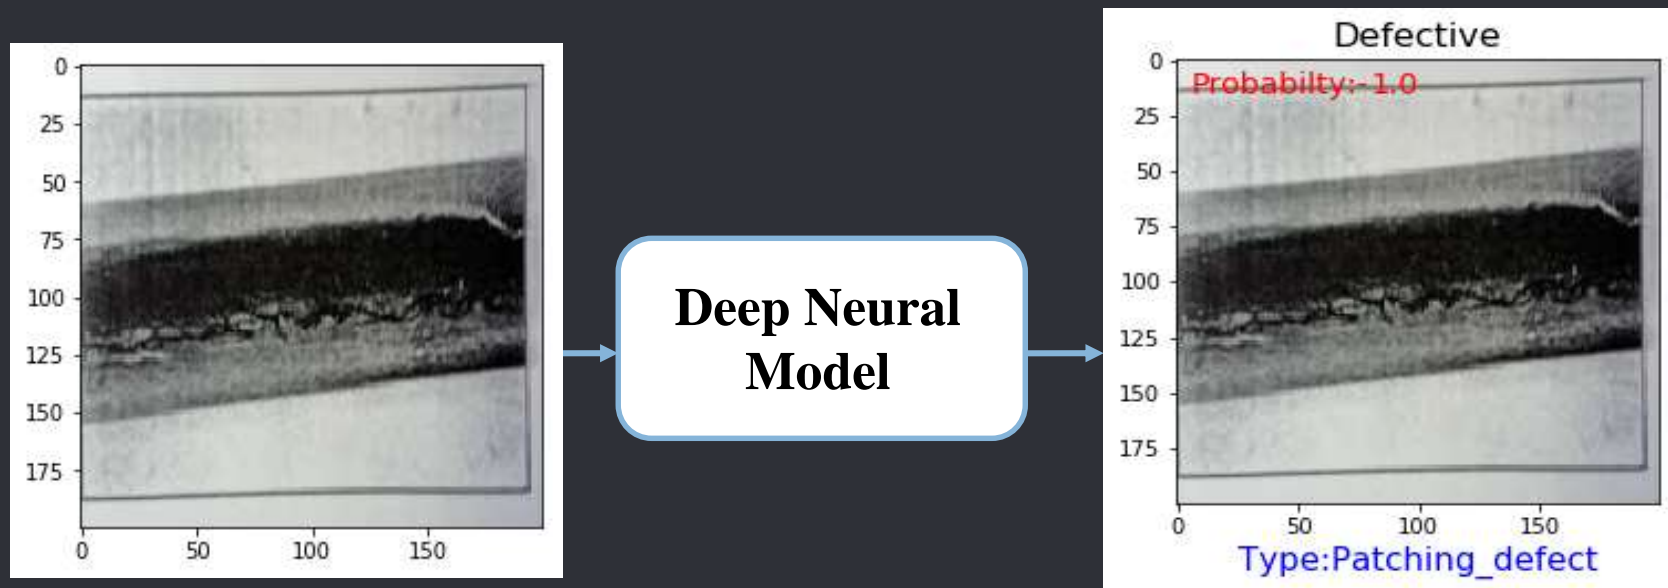 0
25
50
75
100
125
150
175
0 50 100 150
Deep Neural
Model
Defective
Probabilty:-1.0
0
25
50
75
100
125
150
175
0 50 100 150
Type:Patching_defect